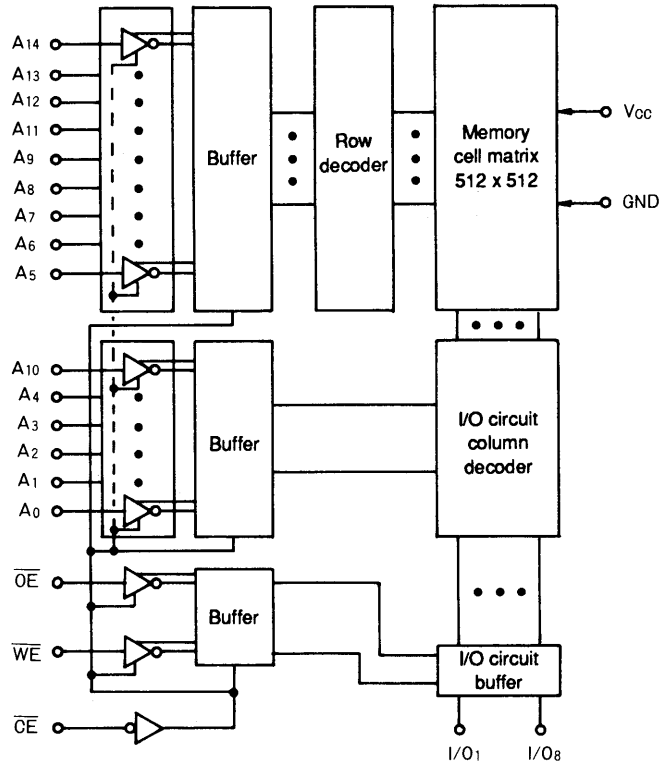 A14
A13
A12
A11
A9
A8
A7
A6
A5
Buffer
Row
decoder
Memory
cell matrix
512 x 512
Vcc
GND
A10
A4
A3
A2
A1
A0
Buffer
I/O circuit
column
decoder
OE
WE
CE
Buffer
I/O circuit
buffer
I/O1
I/O8